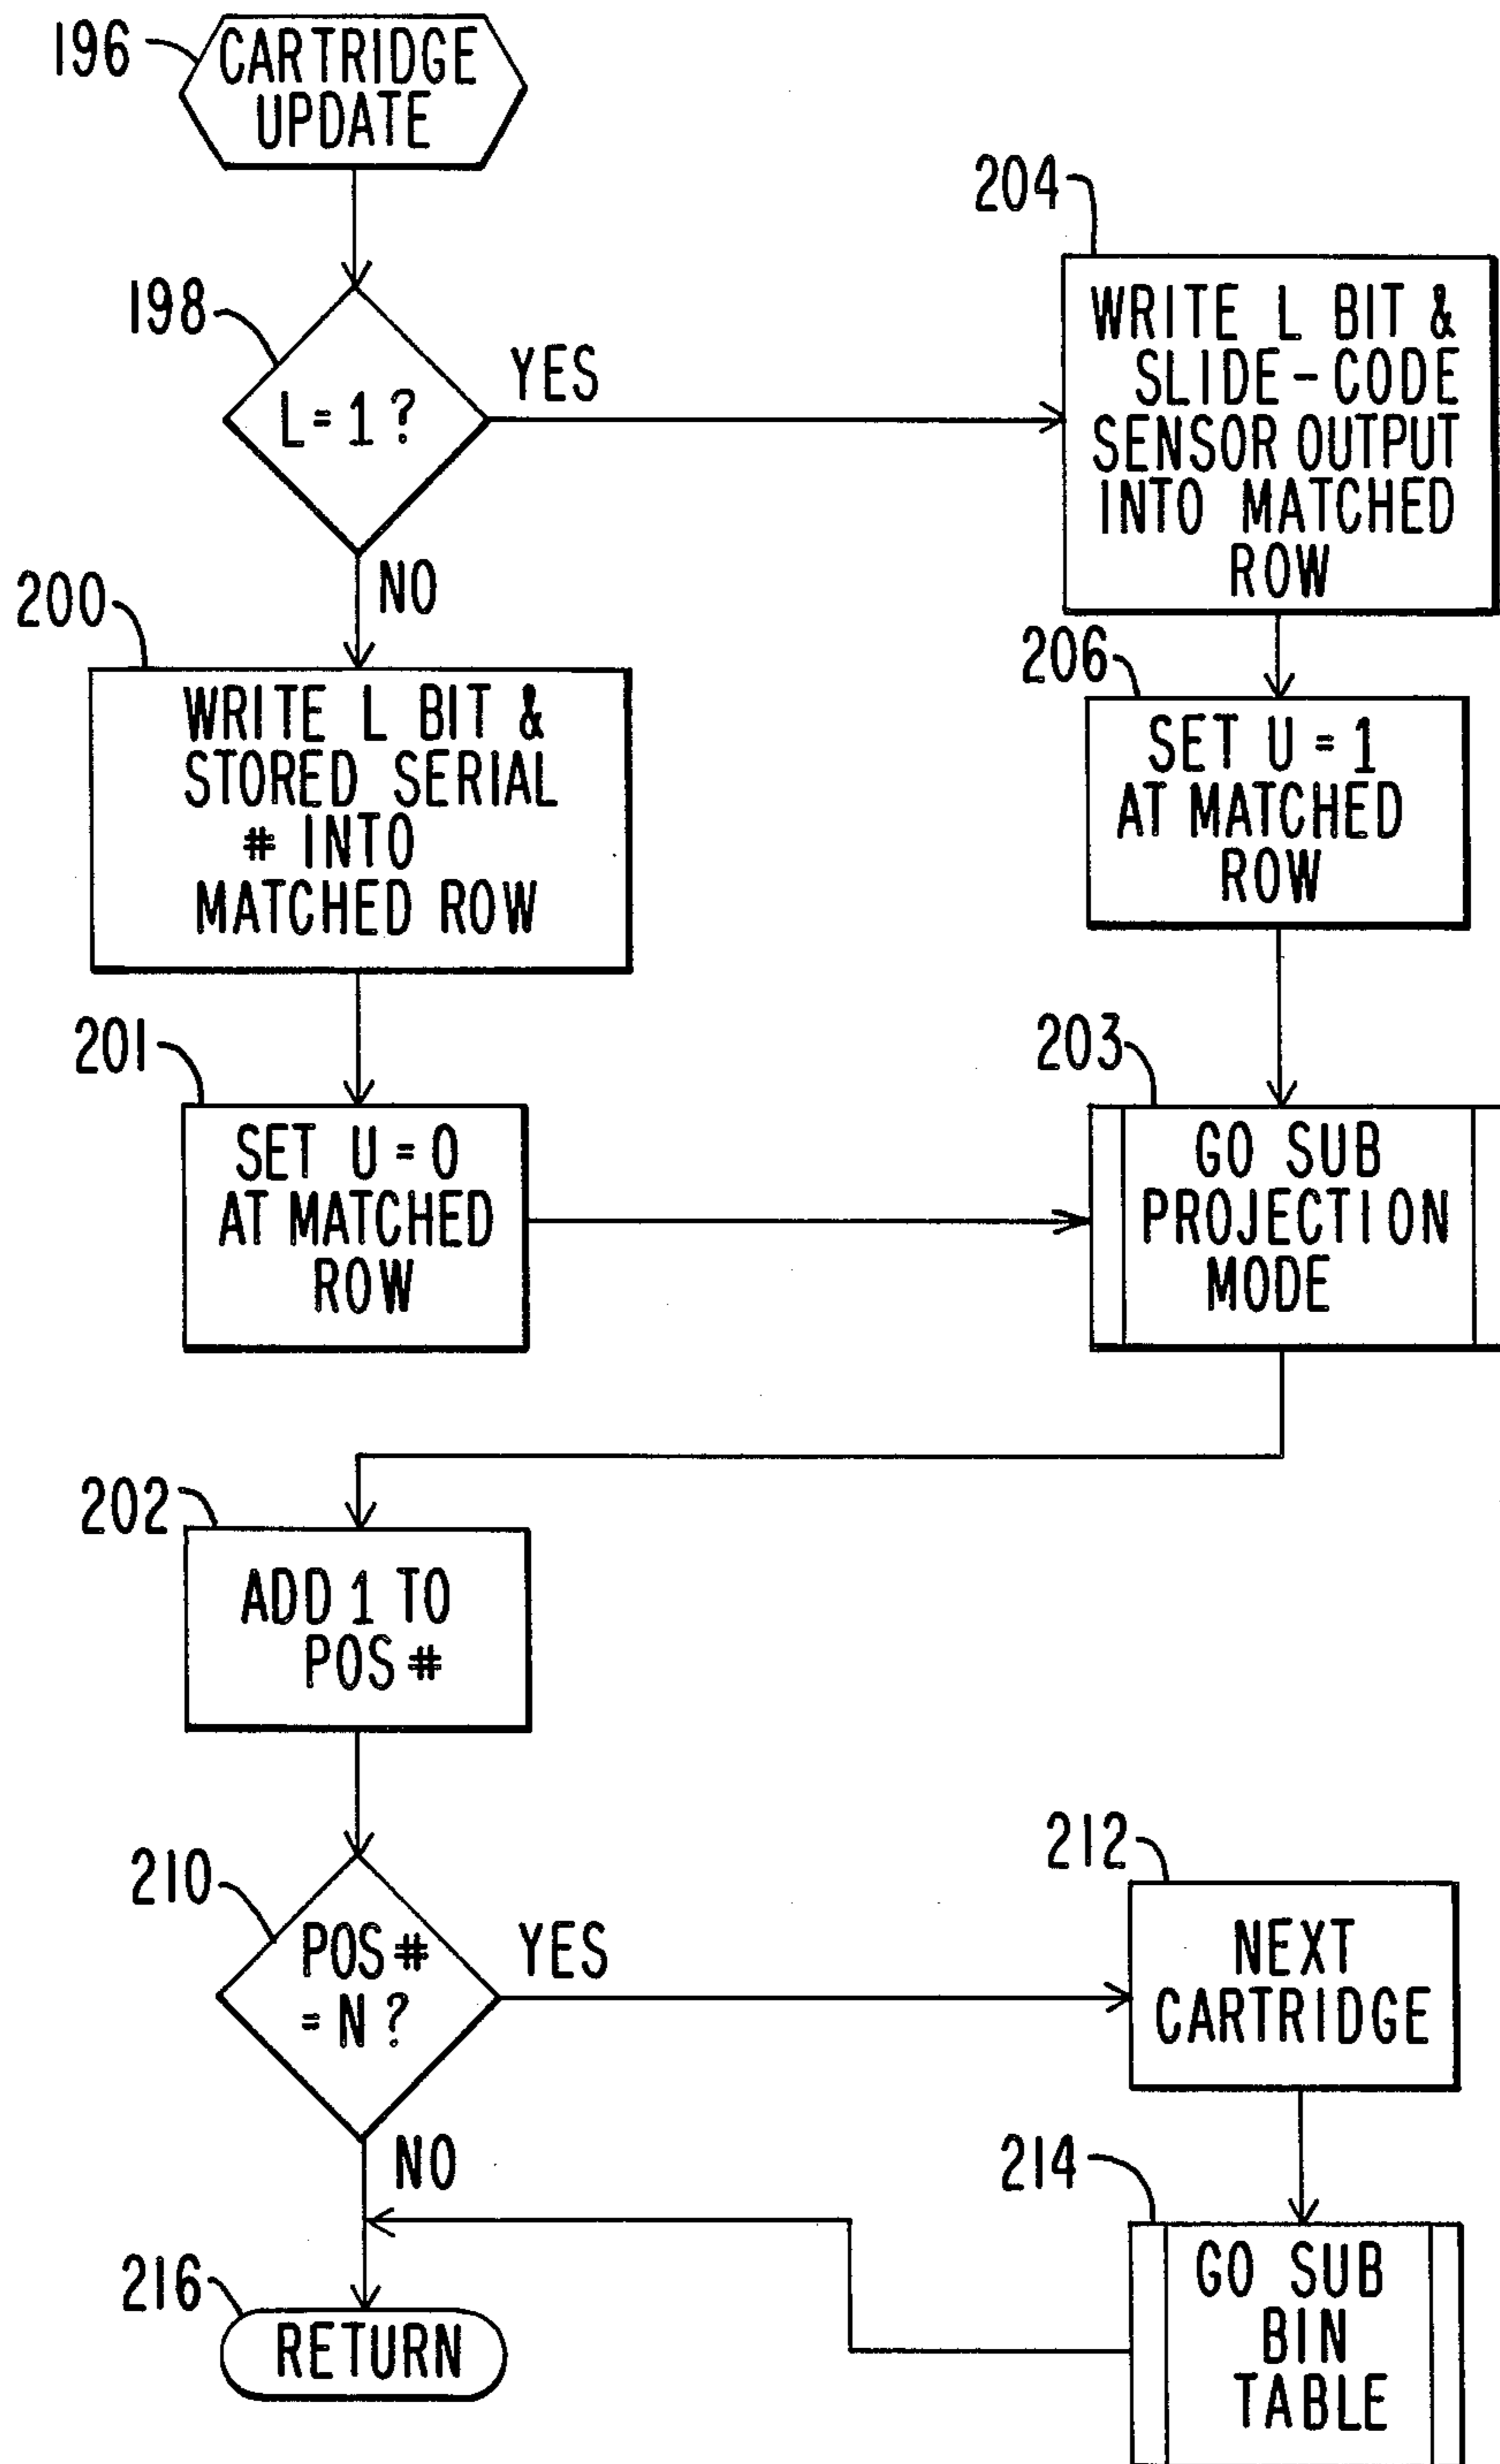 196
CARTRIDGE
UPDATE
198
L=1?
YES
NO
204
WRITE L BIT &
SLIDE-CODE
SENSOR OUTPUT
INTO MATCHED
ROW
200
WRITE L BIT &
STORED SERIAL
# INTO
MATCHED ROW
206
SET U=1
AT MATCHED
ROW
201
SET U=0
AT MATCHED
ROW
203
GO SUB
PROJECTION
MODE
202
ADD 1 TO
POS#
210
POS#
=N?
YES
NO
212
NEXT
CARTRIDGE
214
GO SUB
BIN
TABLE
216
RETURN